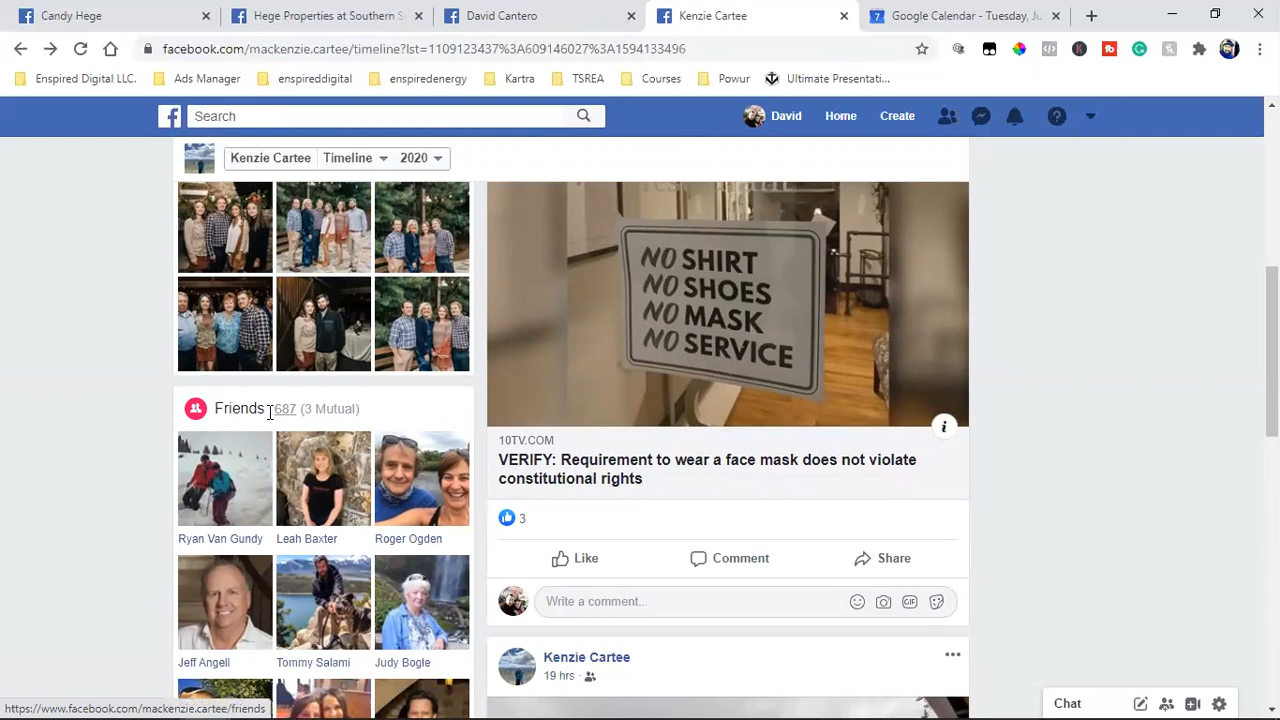 Candy Hege
Hege Properties at Southern S
David Cantero
Kenzie Cartee
Google Calendar - Tuesday, Ju
facebook.com/mackenzie.cartee/timeline?lst=1109123437%3A609146027%3A1594133496
Enspired Digital LLC.
Ads Manager
enspireddigital
enspiredenergy
Kartra
TSREA
Courses
Powur
Ultimate Presentati...
Search
David
Home
Create
Kenzie Cartee
Timeline
2020
NO SHIRT
NO SHOES
NO MASK
NO SERVICE
Friends 687 (3 Mutual)
10TV.COM
VERIFY: Requirement to wear a face mask does not violate
constitutional rights
3
Like
Comment
Share
Write a comment...
GIF
Ryan Van Gundy
Leah Baxter
Roger Ogden
Jeff Angell
Tommy Salami
Judy Bogle
Kenzie Cartee
19 hrs
https://www.facebook.com/mackenzie.cartee/friends
Chat